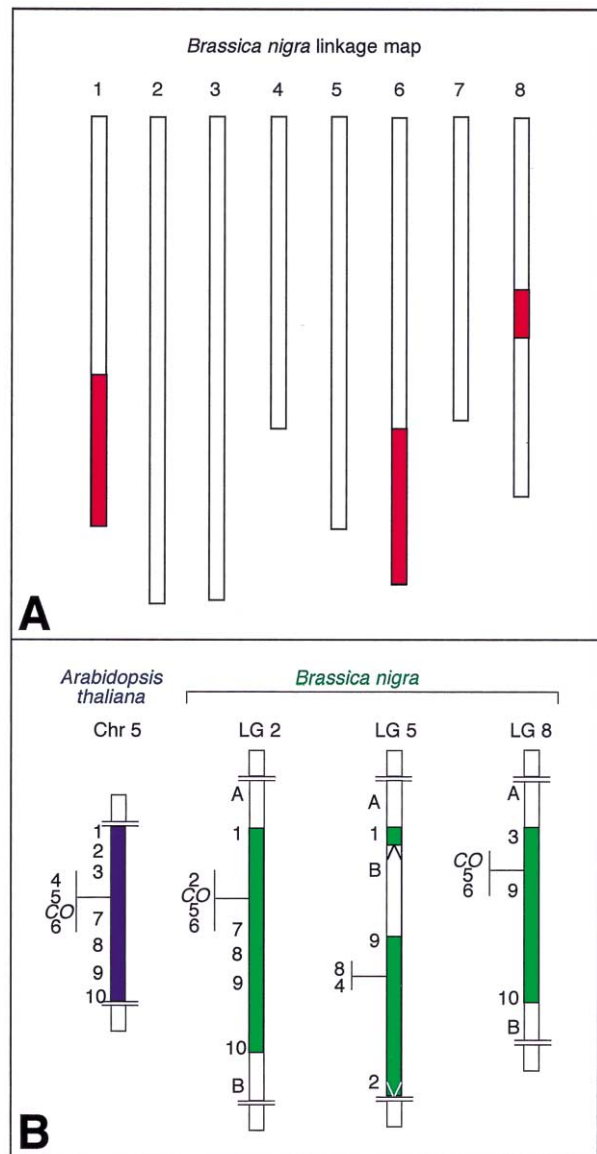 Brassica nigra linkage map
1 2 3 4 5 6 7 8
A
Arabidopsis
thaliana
Brassica nigra
Chr 5
LG 2
LG 5
LG 8
1
2
3
4
5
CO
6
7
8
9
10
A
1
2
CO
5
6
7
8
9
10
B
A
1
B
9
8
4
2
A
3
CO
5
6
9
10
B
B